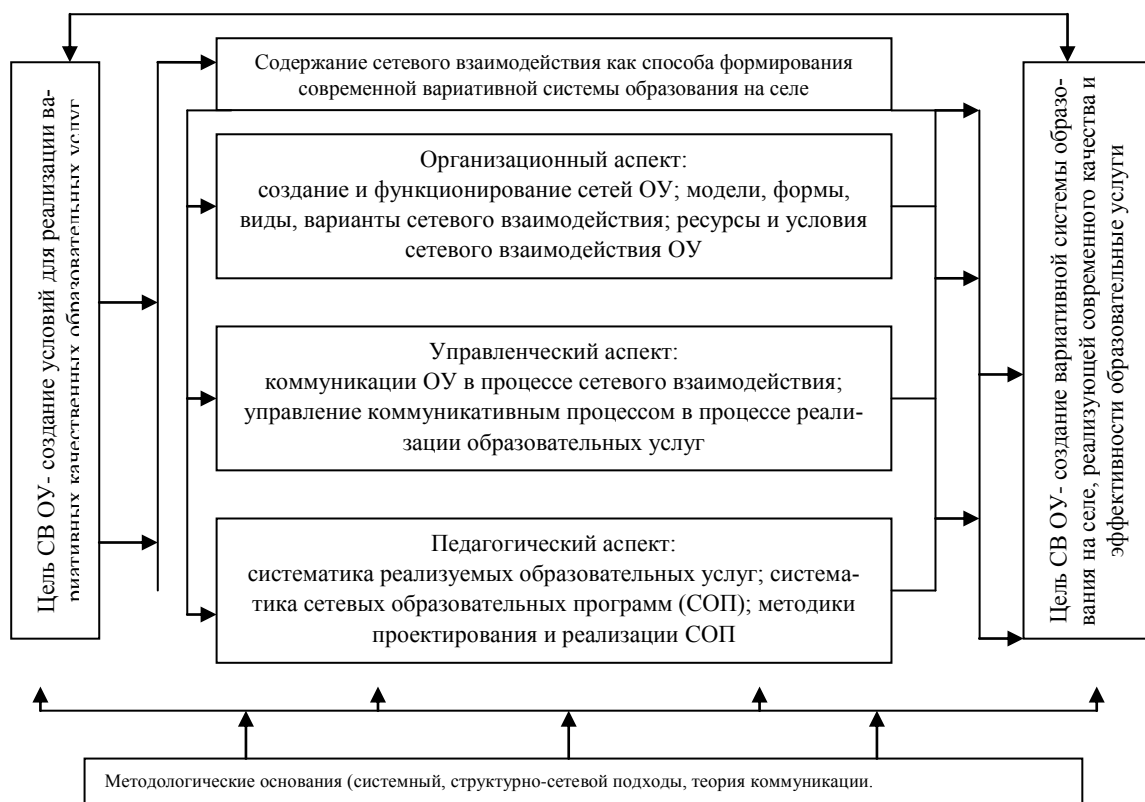 Содержание сетевого взаимодействия как способа формирования
современной вариативной системы образования на селе
Цель СВ ОУ- создание условий для реализации ва-
риативных качественных образовательных услуг
Организационный аспект:
создание и функционирование сетей ОУ; модели, формы,
виды, варианты сетевого взаимодействия; ресурсы и условия
сетевого взаимодействия ОУ
Управленческий аспект:
коммуникации ОУ в процессе сетевого взаимодействия;
управление коммуникативным процессом в процессе реали-
зации образовательных услуг
Педагогический аспект:
систематика реализуемых образовательных услуг; система-
тика сетевых образовательных программ (СОП); методики
проектирования и реализации СОП
Цель СВ ОУ- создание вариативной системы образо-
вания на селе, реализующей современного качества и
эффективности образовательные услуги
Методологические основания (системный, структурно-сетевой подходы, теория коммуникации.